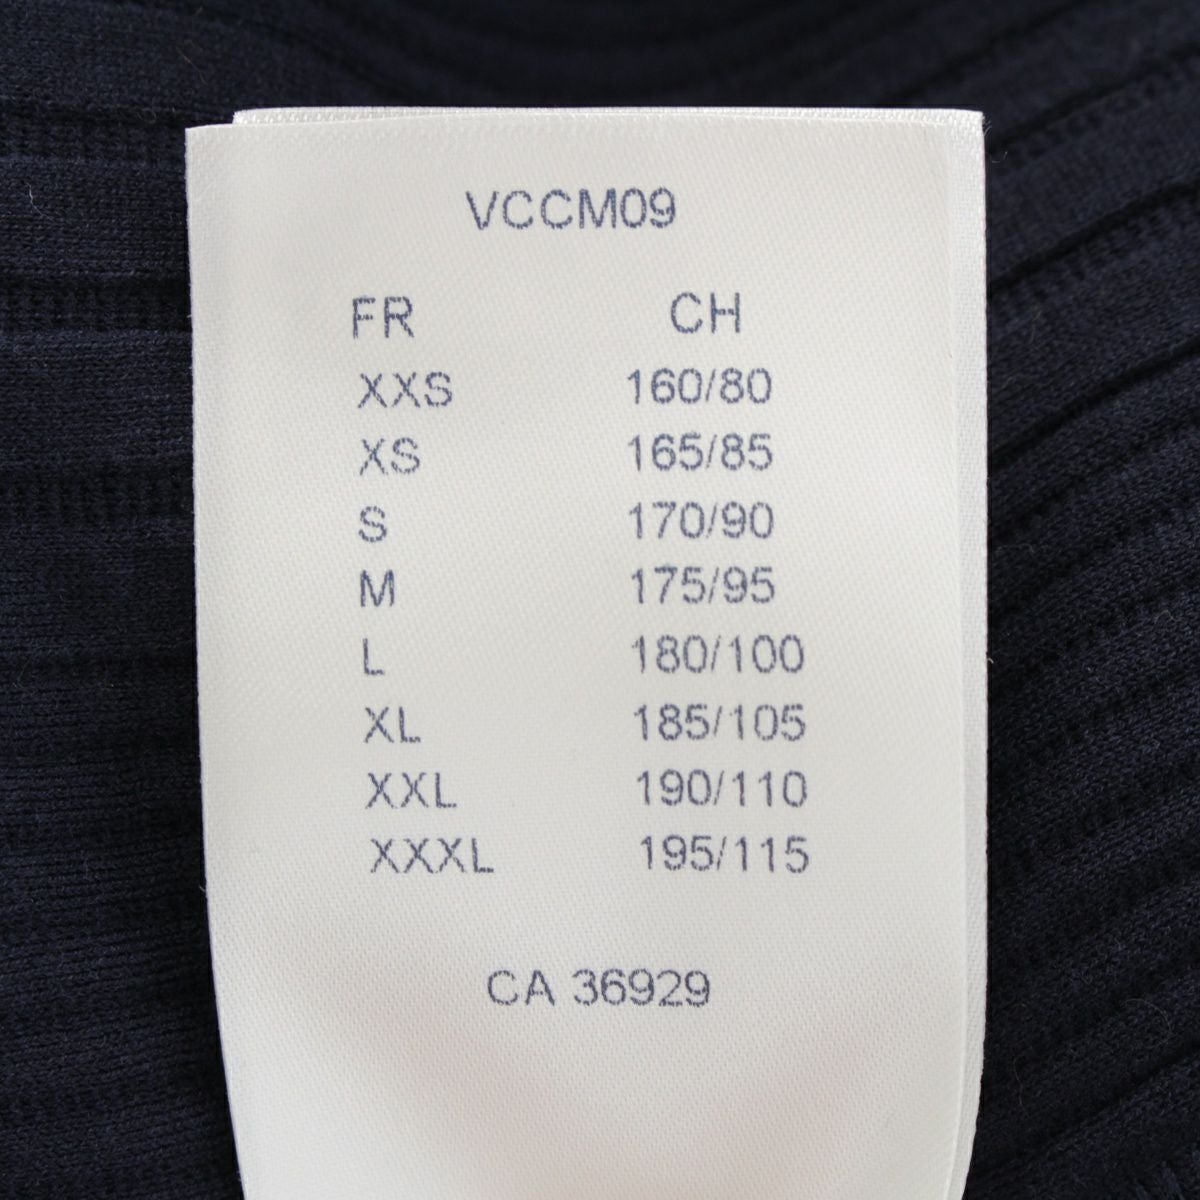 VCCM09
FR CH
XXS 160/80
XS 165/85
S 170/90
M 175/95
L 180/100
XL 185/105
XXL 190/110
XXXL 195/115
CA 36929